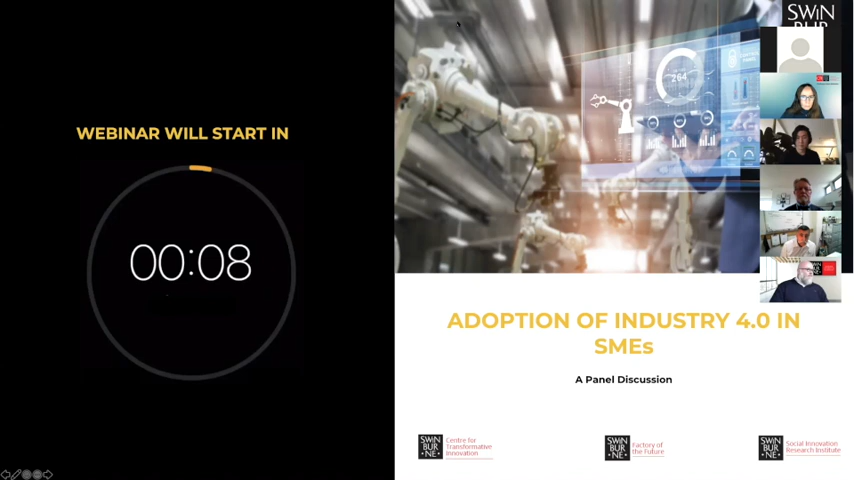 WEBINAR WILL START IN
00:08
264
SWiN
BUR
ADOPTION OF INDUSTRY 4.0 IN
SMEs
A Panel Discussion
SWiN
BUR
•NE•
Centre for
Transformative
Innovation
SWiN
BUR
•NE•
Factory of
the Future
SWiN
BUR
•NE•
Social Innovation
Research Institute